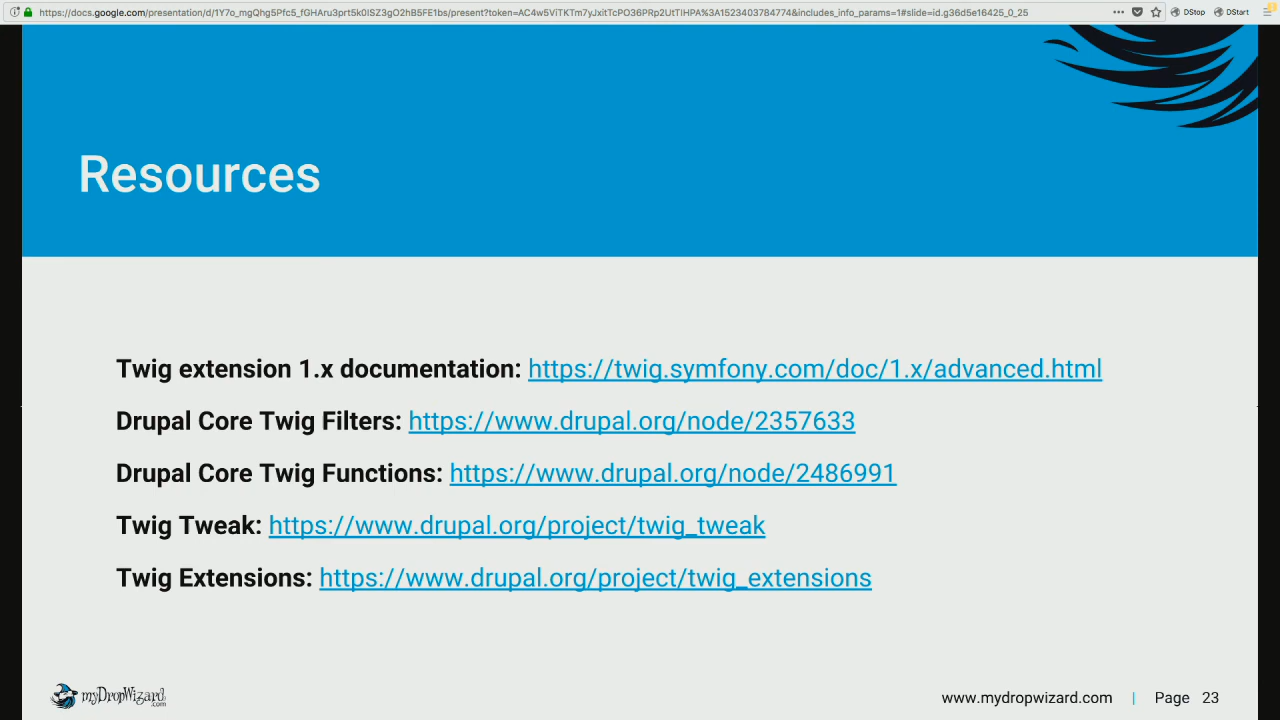 https://docs.google.com/presentation/d/1Y7o_mgQhg5Pfc5_fGHAru3prt5k0ISZ3gO2hB5FE1bs/present?token=AC4w5ViTKTm7yJxitTcPO36PRp2UtTIHPA%3A1523403784774&includes_info_params=1#slide=id.g36d5e16425_0_25
DStop DStart
Resources
Twig extension 1.x documentation: https://twig.symfony.com/doc/1.x/advanced.html
Drupal Core Twig Filters: https://www.drupal.org/node/2357633
Drupal Core Twig Functions: https://www.drupal.org/node/2486991
Twig Tweak: https://www.drupal.org/project/twig_tweak
Twig Extensions: https://www.drupal.org/project/twig_extensions
myDropWizard.com
www.mydropwizard.com | Page 23